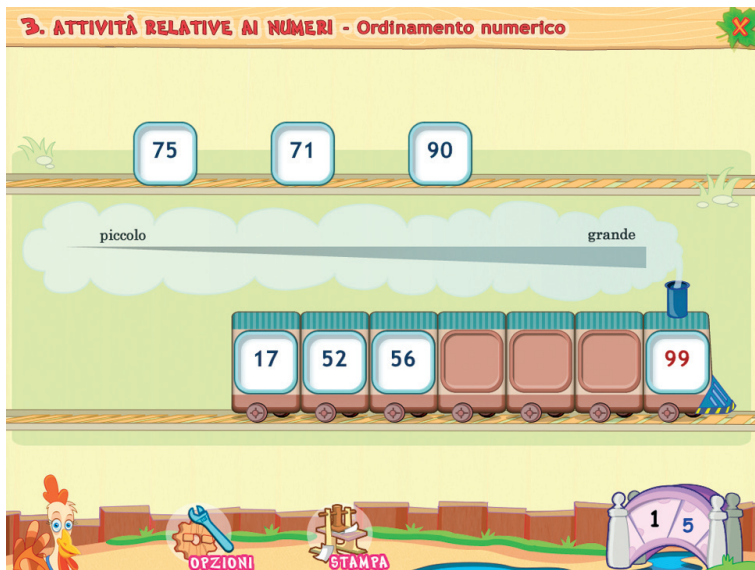 3. ATTIVITÀ RELATIVE AI NUMERI - Ordinamento numerico
X
75 71 90
piccolo grande
17 52 56 99
1 5
OPZIONI STAMPA